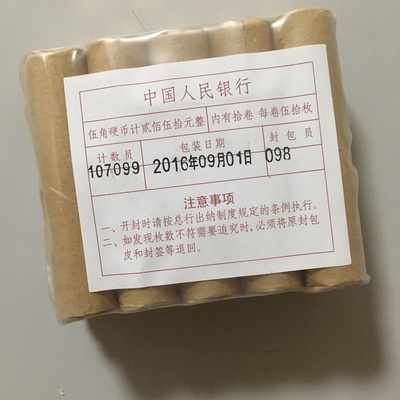 中国人民银行
伍角硬币计贰佰伍拾元整 内有拾卷 每卷伍拾枚
计数员 包装日期 封包员
107099 2016年09月01日 098
注意事项
一、开封时请按总行出纳制度规定的条例执行。
二、如发现枚数不符需要追究时,必须将原封包
皮和封签等退回。